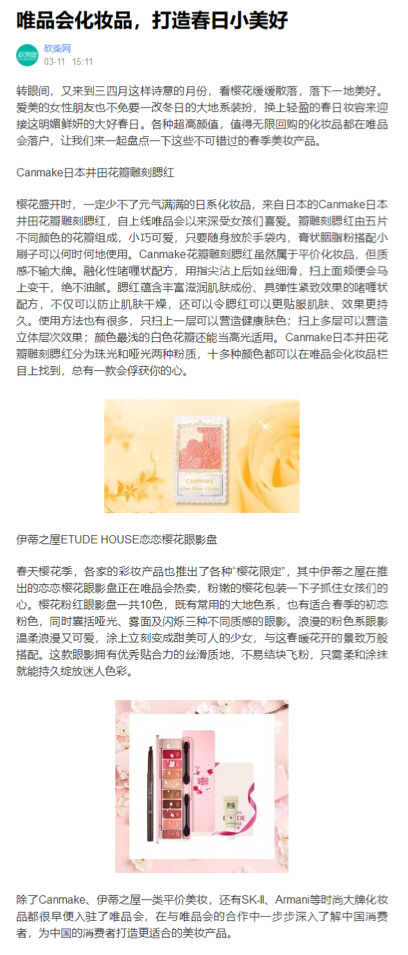 唯品会化妆品，打造春日小美好
砍柴网
03-11 15:11
转眼间，又来到三四月这样诗意的月份，看樱花缓缓散落，落下一地美好。
爱美的女性朋友也不免要一改冬日的大地系装扮，换上轻盈的春日妆容来迎
接这明媚鲜妍的大好春日。各种超高颜值，值得无限回购的化妆品都在唯品
会落户，让我们来一起盘点一下这些不可错过的春季美妆产品。
Canmake日本井田花瓣雕刻腮红
樱花盛开时，一定少不了元气满满的日系化妆品，来自日本的Canmake日本
井田花瓣雕刻腮红，自上线唯品会以来深受女孩们喜爱。瓣雕刻腮红由五片
不同颜色的花瓣组成，小巧可爱，只要随身放於手袋内，膏状胭脂粉搭配小
刷子可以何时何地使用。Canmake花瓣雕刻腮红虽然属于平价化妆品，但质
感不输大牌。融化性啫喱状配方，用指尖沾上后如丝细滑，扫上面颊便会马
上变干，绝不油腻。腮红蕴含丰富滋润肌肤成份、具弹性紧致效果的啫喱状
配方，不仅可以防止肌肤干燥，还可以令腮红可以更贴服肌肤、效果更持
久。使用方法也有很多，只扫上一层可以营造健康肤色；扫上多层可以营造
立体层次效果；颜色最浅的白色花瓣还能当高光适用。Canmake日本井田花
瓣雕刻腮红分为珠光和哑光两种粉质，十多种颜色都可以在唯品会化妆品栏
目上找到，总有一款会俘获你的心。
CANMAKE
伊蒂之屋ETUDE HOUSE恋恋樱花眼影盘
春天樱花季，各家的彩妆产品也推出了各种“樱花限定”，其中伊蒂之屋在推
出的恋恋樱花眼影盘正在唯品会热卖，粉嫩的樱花包装一下子抓住女孩们的
心。樱花粉红眼影盘一共10色，既有常用的大地色系，也有适合春季的初恋
粉色，同时囊括哑光、雾面及闪烁三种不同质感的眼影。浪漫的粉色系眼影
温柔浪漫又可爱，涂上立刻变成甜美可人的少女，与这春暖花开的景致万般
搭配。这款眼影拥有优秀贴合力的丝滑质地，不易结块飞粉，只需柔和涂抹
就能持久绽放迷人色彩。
除了Canmake、伊蒂之屋一类平价美妆，还有SK-II、Armani等时尚大牌化妆
品都很早便入驻了唯品会，在与唯品会的合作中一步步深入了解中国消费
者，为中国的消费者打造更适合的美妆产品。